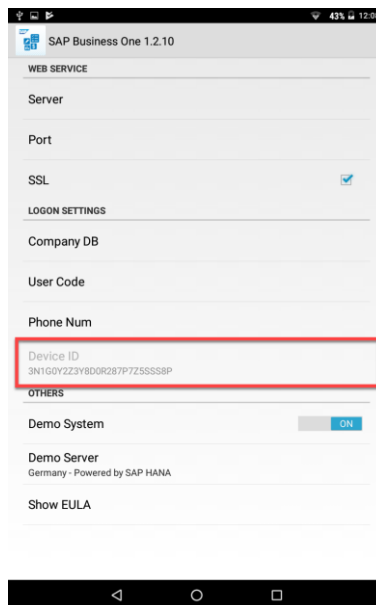 43% 12:0
SAP Business One 1.2.10
WEB SERVICE
Server
Port
SSL
LOGON SETTINGS
Company DB
User Code
Phone Num
Device ID
3N1G0Y2Z3Y8D0R287P7Z5SSS8P
OTHERS
Demo System
ON
Demo Server
Germany - Powered by SAP HANA
Show EULA